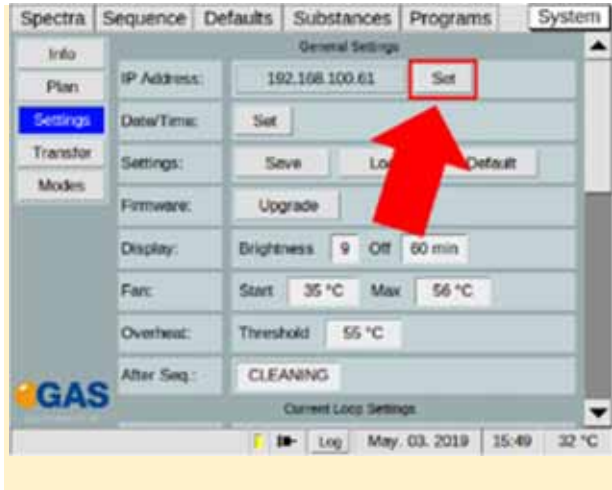 Spectra Sequence Defaults Substances Programs System
Info
Plan
Settings
Transfer
Modes
General Settings
IP Address: 192.168.100.61 Set
Date/Time: Set
Settings: Save Default
Firmware: Upgrade
Display: Brightness 9 Off 60 min
Fan: Start 35 °C Max 56 °C
Overheat: Threshold 55 °C
After Seq.: CLEANING
Current Loop Settings
GAS
Log May. 03. 2019 15:49 32 °C